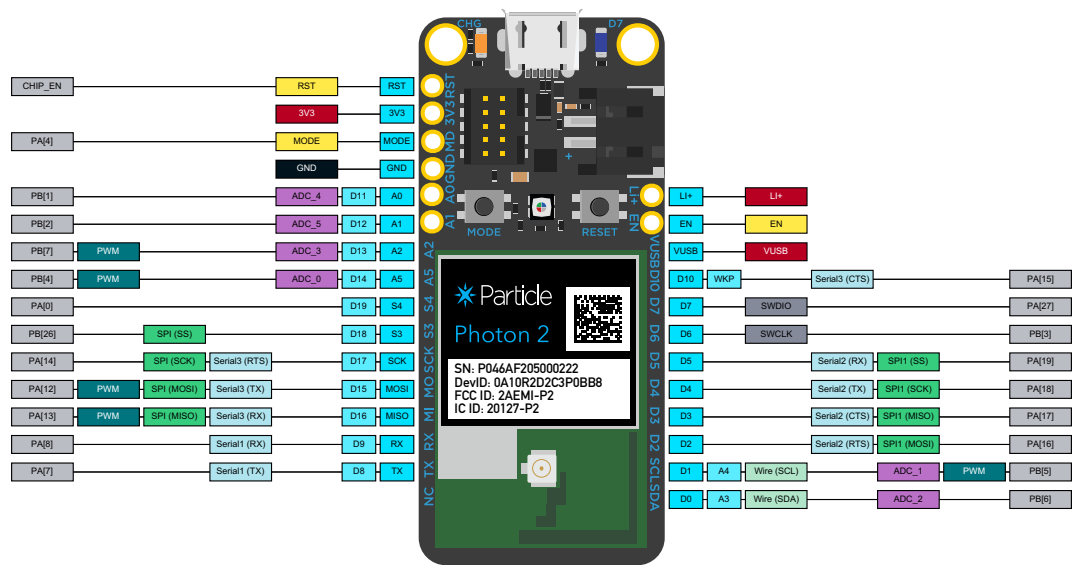 CHG D7
CHIP_EN RST RST RST
3V3 3V3 3V3
PA[4] MODE MODE MD
GND GND GND
PB[1] ADC_4 D11 A0 A0 Li+ LI+ LI+
PB[2] ADC_5 D12 A1 A1 MODE RESET EN EN EN
PB[7] PWM ADC_3 D13 A2 A2 VUSB VUSB VUSB
PB[4] PWM ADC_0 D14 A5 A5 D10 D10 WKP Serial3 (CTS) PA[15]
PA[0] D19 S4 S4 D7 D7 SWDIO PA[27]
PB[26] SPI (SS) D18 S3 S3 D6 D6 SWCLK PB[3]
PA[14] SPI (SCK) Serial3 (RTS) D17 SCK SCK D5 D5 Serial2 (RX) SPI1 (SS) PA[19]
PA[12] PWM SPI (MOSI) Serial3 (TX) D15 MOSI MO D4 D4 Serial2 (TX) SPI1 (SCK) PA[18]
PA[13] PWM SPI (MISO) Serial3 (RX) D16 MISO MI D3 D3 Serial2 (CTS) SPI1 (MISO) PA[17]
PA[8] Serial1 (RX) D9 RX RX D2 D2 Serial2 (RTS) SPI1 (MOSI) PA[16]
PA[7] Serial1 (TX) D8 TX TX SCL D1 A4 Wire (SCL) ADC_1 PWM PB[5]
NC SDA D0 A3 Wire (SDA) ADC_2 PB[6]
+
Particle
Photon 2
SN: P046AF205000222
DevID: 0A10R2D2C3P0BB8
FCC ID: 2AEMI-P2
IC ID: 20127-P2